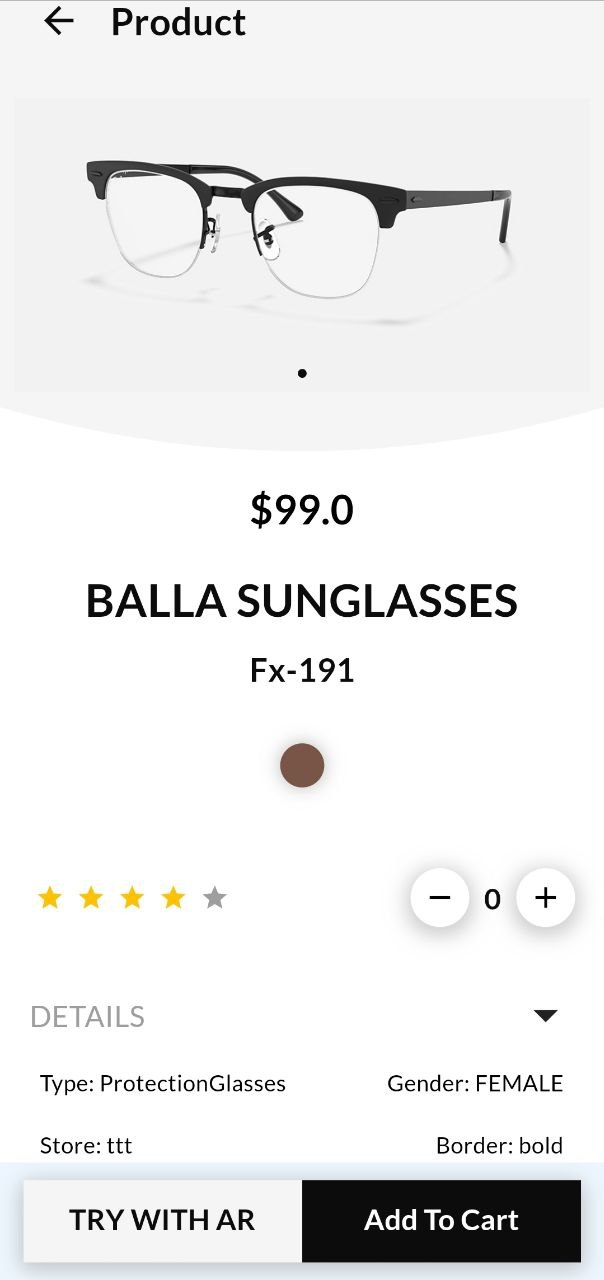 Product
$99.0
BALLA SUNGLASSES
Fx-191
0
DETAILS
Type: ProtectionGlasses Gender: FEMALE
Store: ttt Border: bold
TRY WITH AR Add To Cart